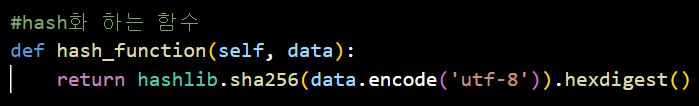 #hash화 하는 함수
def hash_function(self, data):
    return hashlib.sha256(data.encode('utf-8')).hexdigest()